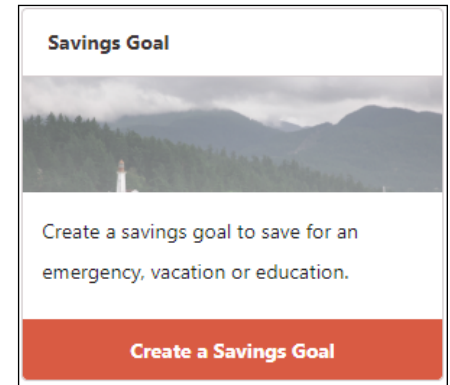 Savings Goal
Create a savings goal to save for an
emergency, vacation or education.
Create a Savings Goal